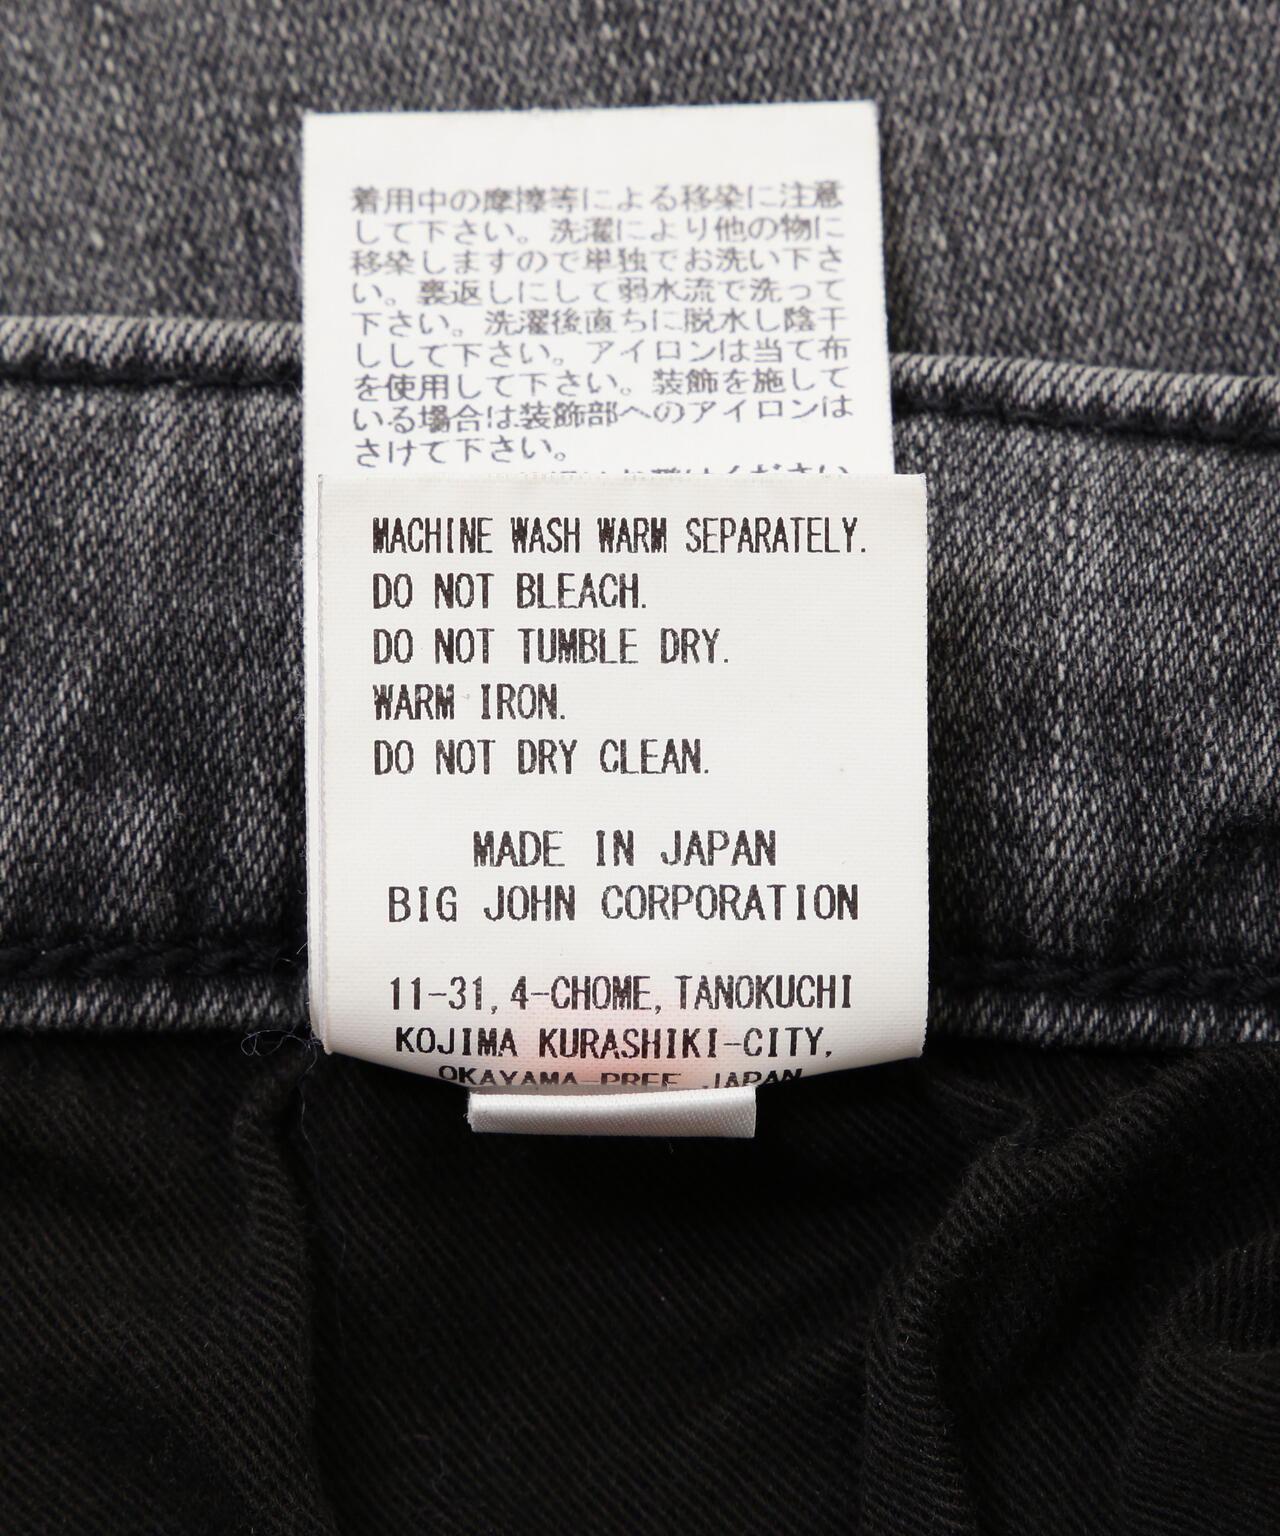 着用中の摩擦等による移染に注意
して下さい。洗濯により他の物に
移染しますので単独でお洗い下さ
い。裏返しにして弱水流で洗って
下さい。洗濯後直ちに脱水し陰干
しして下さい。アイロンは当て布
を使用して下さい。装飾を施して
いる場合は装飾部へのアイロンは
さけて下さい。
ください
MACHINE WASH WARM SEPARATELY.
DO NOT BLEACH.
DO NOT TUMBLE DRY.
WARM IRON.
DO NOT DRY CLEAN.
MADE IN JAPAN
BIG JOHN CORPORATION
11-31, 4-CHOME, TANOKUCHI
KOJIMA KURASHIKI-CITY,
OKAYAMA-PREF. JAPAN